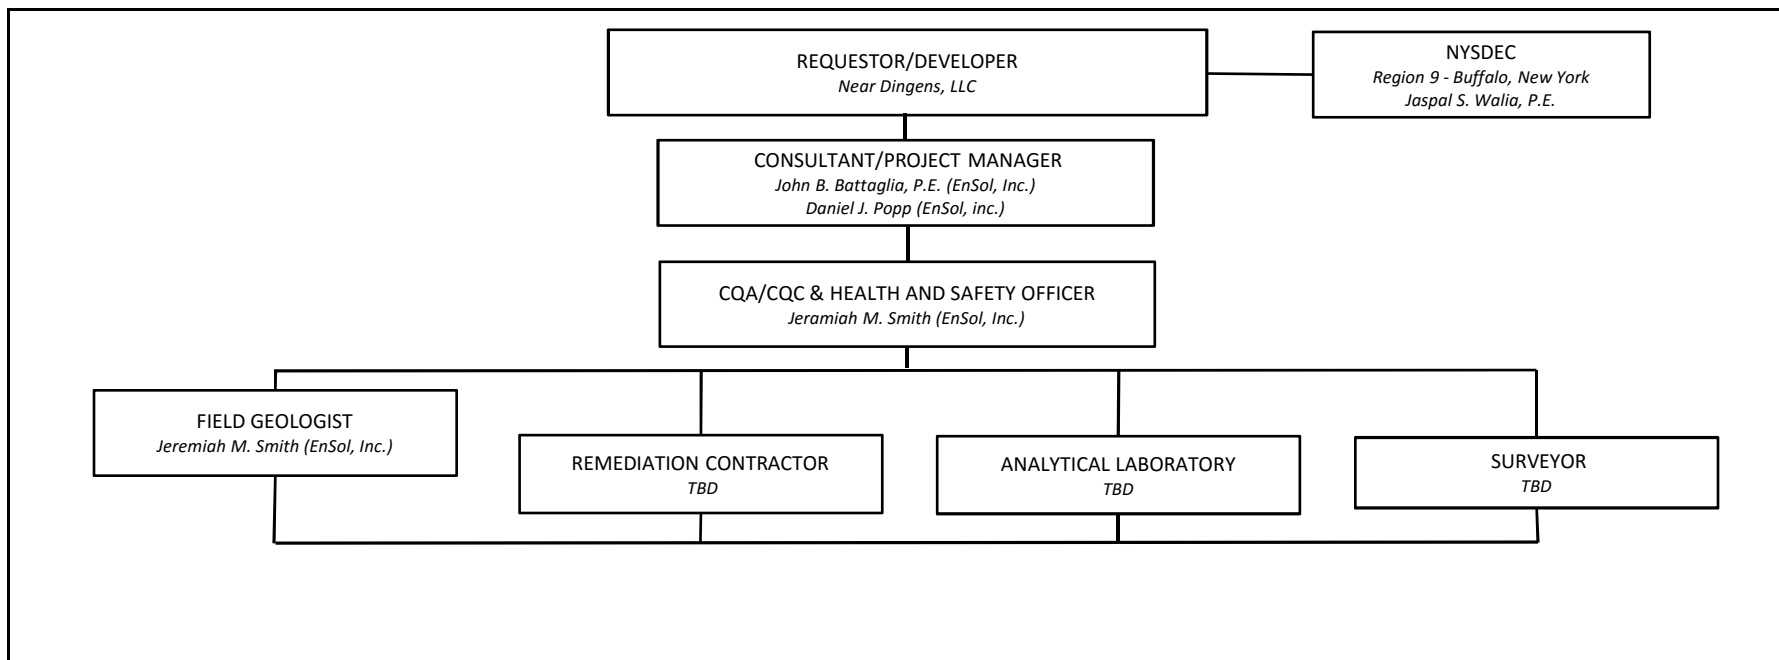 REQUESTOR/DEVELOPER
Near Dingens, LLC
NYSDEC
Region 9 - Buffalo, New York
Jaspal S. Walia, P.E.
CONSULTANT/PROJECT MANAGER
John B. Battaglia, P.E. (EnSol, Inc.)
Daniel J. Popp (EnSol, inc.)
CQA/CQC & HEALTH AND SAFETY OFFICER
Jeramiah M. Smith (EnSol, Inc.)
FIELD GEOLOGIST
Jeremiah M. Smith (EnSol, Inc.)
REMEDIATION CONTRACTOR
TBD
ANALYTICAL LABORATORY
TBD
SURVEYOR
TBD